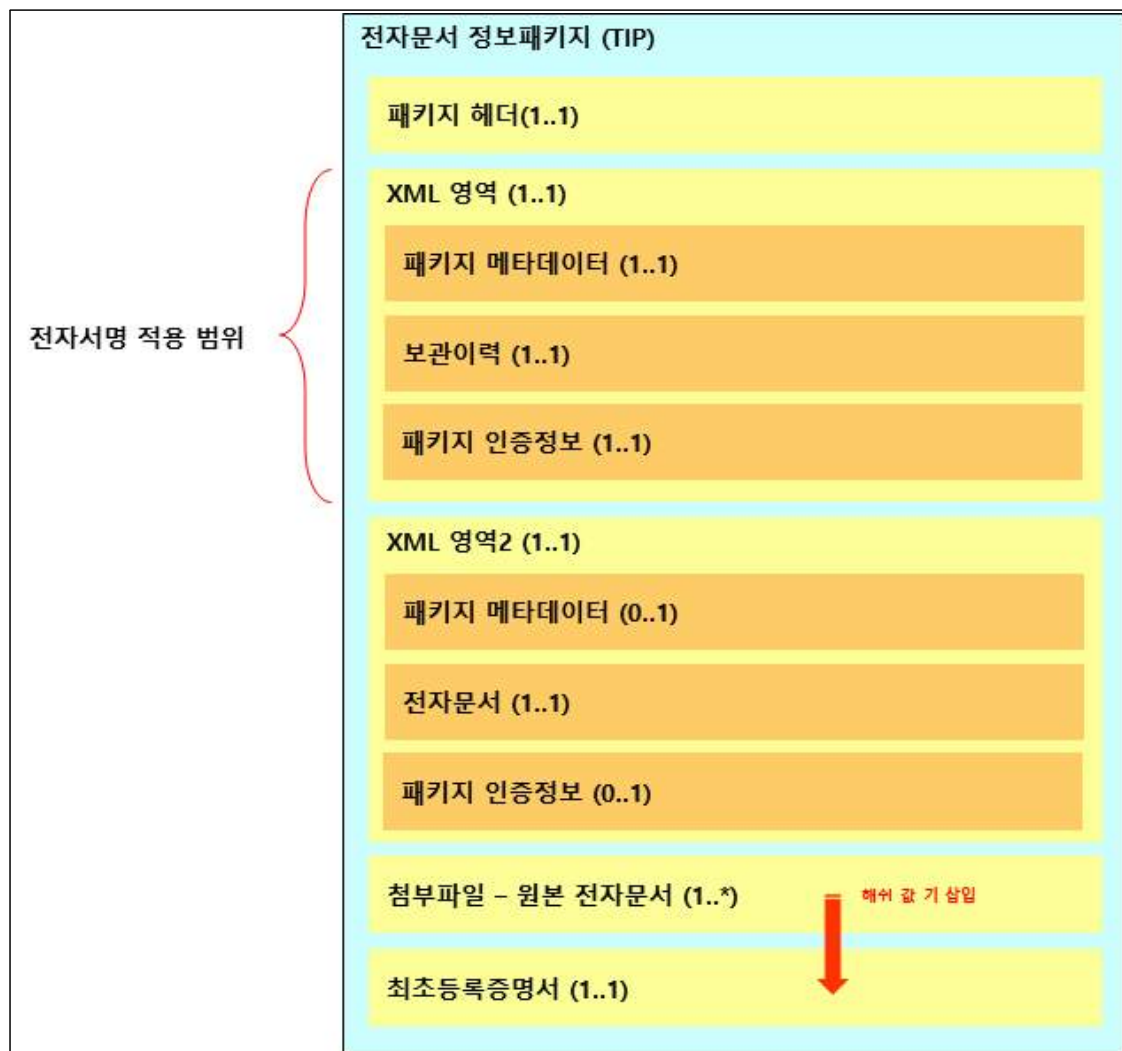 전자문서 정보패키지 (TIP)
패키지 헤더(1..1)
XML 영역 (1..1)
패키지 메타데이터 (1..1)
전자서명 적용 범위
보관이력 (1..1)
패키지 인증정보 (1..1)
XML 영역2 (1..1)
패키지 메타데이터 (0..1)
전자문서 (1..1)
패키지 인증정보 (0..1)
첨부파일 – 원본 전자문서 (1..*)
해쉬 값 기 삽입
최초등록증명서 (1..1)